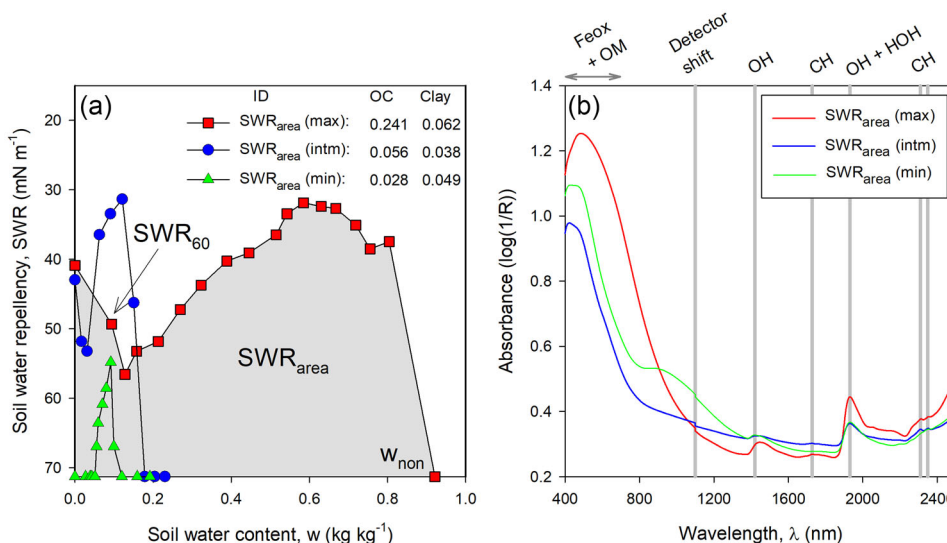 (a)
ID OC Clay
SWRarea (max): 0.241 0.062
SWRarea (intm): 0.056 0.038
SWRarea (min): 0.028 0.049
SWR60
SWRarea
wnon
Soil water repellency, SWR (mN m-1)
20
30
40
50
60
70
0.0 0.2 0.4 0.6 0.8 1.0
Soil water content, w (kg kg-1)
Feox
+ OM
Detector
shift
OH
CH
OH + HOH
CH
(b)
SWRarea (max)
SWRarea (intm)
SWRarea (min)
Absorbance (log(1/R))
1.4
1.2
1.0
0.8
0.6
0.4
0.2
400 800 1200 1600 2000 2400
Wavelength, λ (nm)